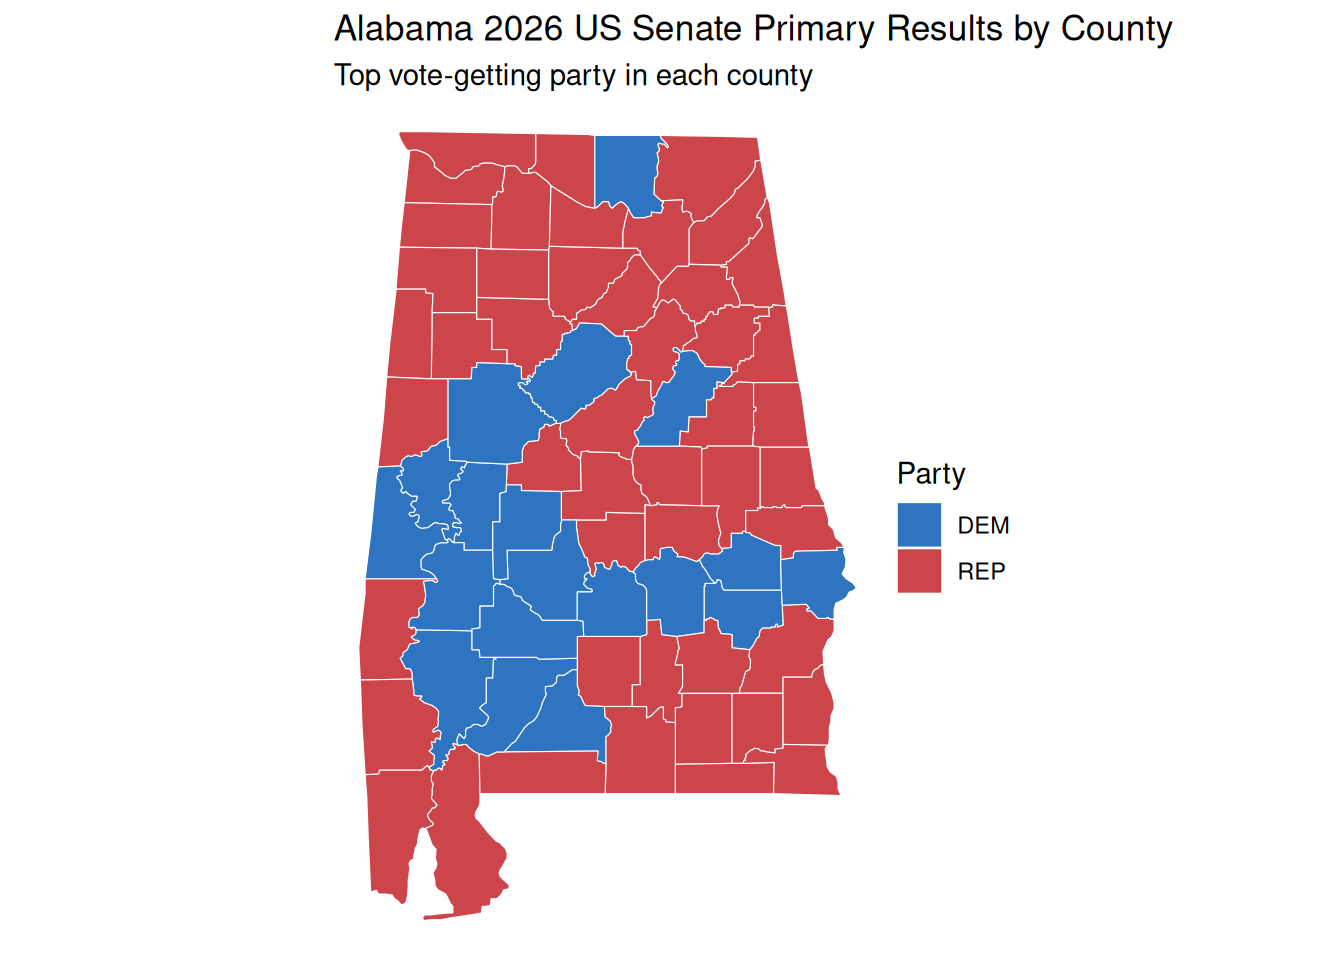 Alabama 2026 US Senate Primary Results by County
Top vote-getting party in each county
Party
DEM
REP